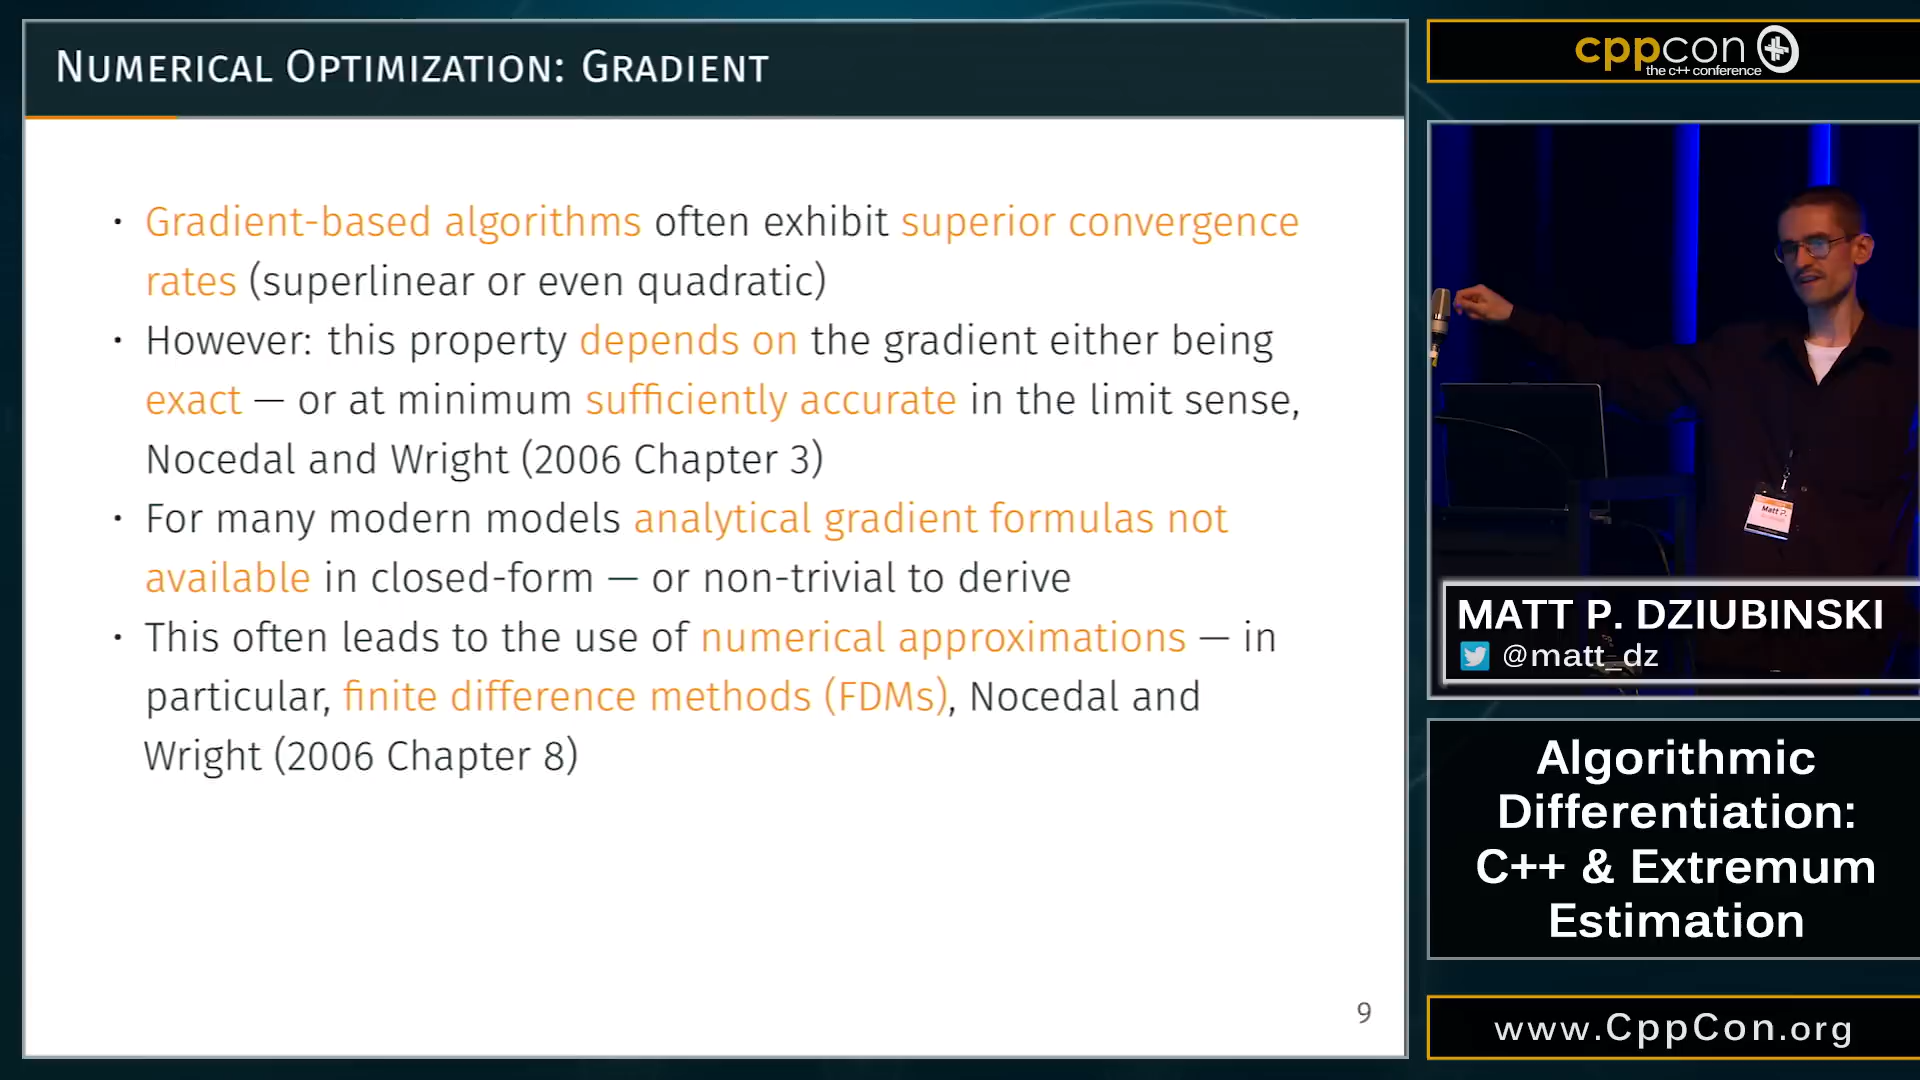 Numerical Optimization: Gradient
· Gradient-based algorithms often exhibit superior convergence
rates (superlinear or even quadratic)
· However: this property depends on the gradient either being
exact — or at minimum sufficiently accurate in the limit sense,
Nocedal and Wright (2006 Chapter 3)
· For many modern models analytical gradient formulas not
available in closed-form — or non-trivial to derive
· This often leads to the use of numerical approximations — in
particular, finite difference methods (FDMs), Nocedal and
Wright (2006 Chapter 8)
9
cppcon
the c++ conference
Matt P.
MATT P. DZIUBINSKI
@matt_dz
Algorithmic
Differentiation:
C++ & Extremum
Estimation
www.CppCon.org